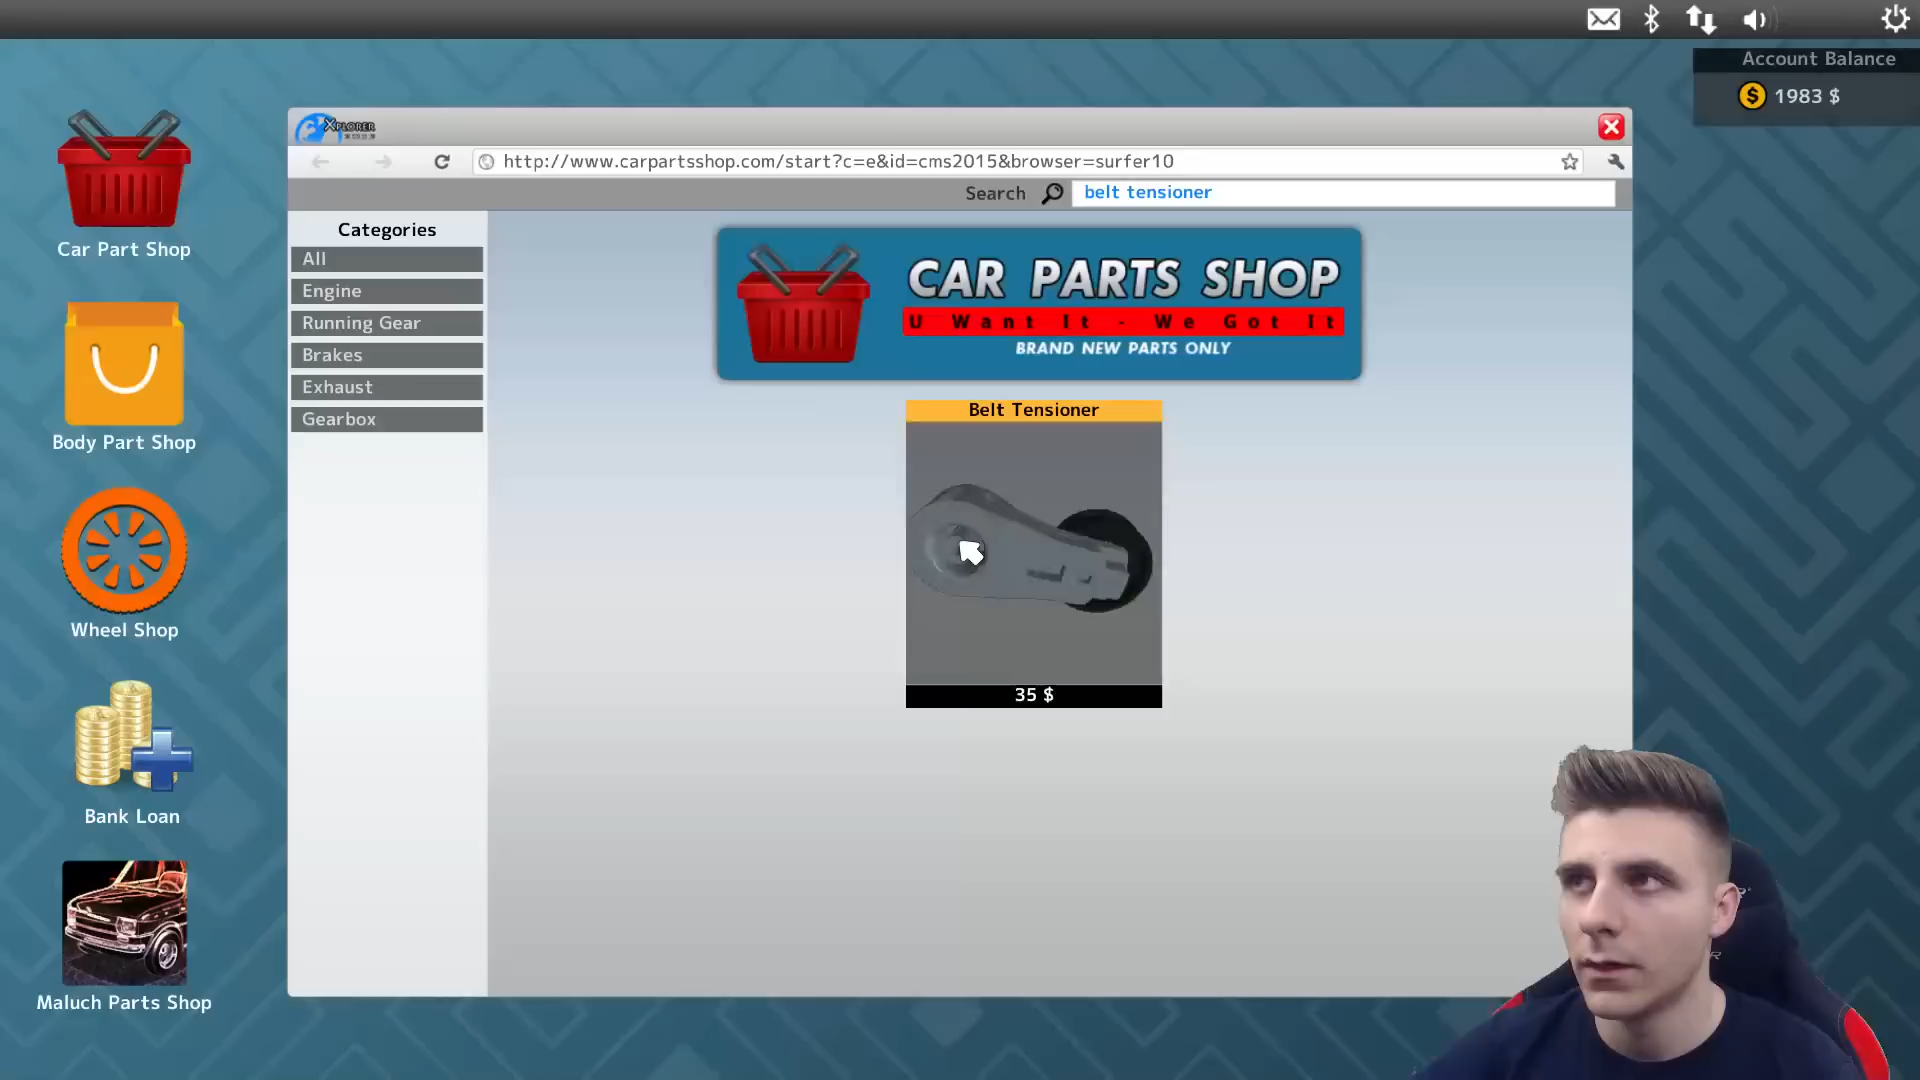 Account Balance
$ 1983 $
XPLORER
http://www.carpartsshop.com/start?c=e&id=cms2015&browser=surfer10
Search belt tensioner
Categories
All
Engine
Running Gear
Brakes
Exhaust
Gearbox
CAR PARTS SHOP
U Want It - We Got It
BRAND NEW PARTS ONLY
Belt Tensioner
35 $
Car Part Shop
Body Part Shop
Wheel Shop
Bank Loan
Maluch Parts Shop